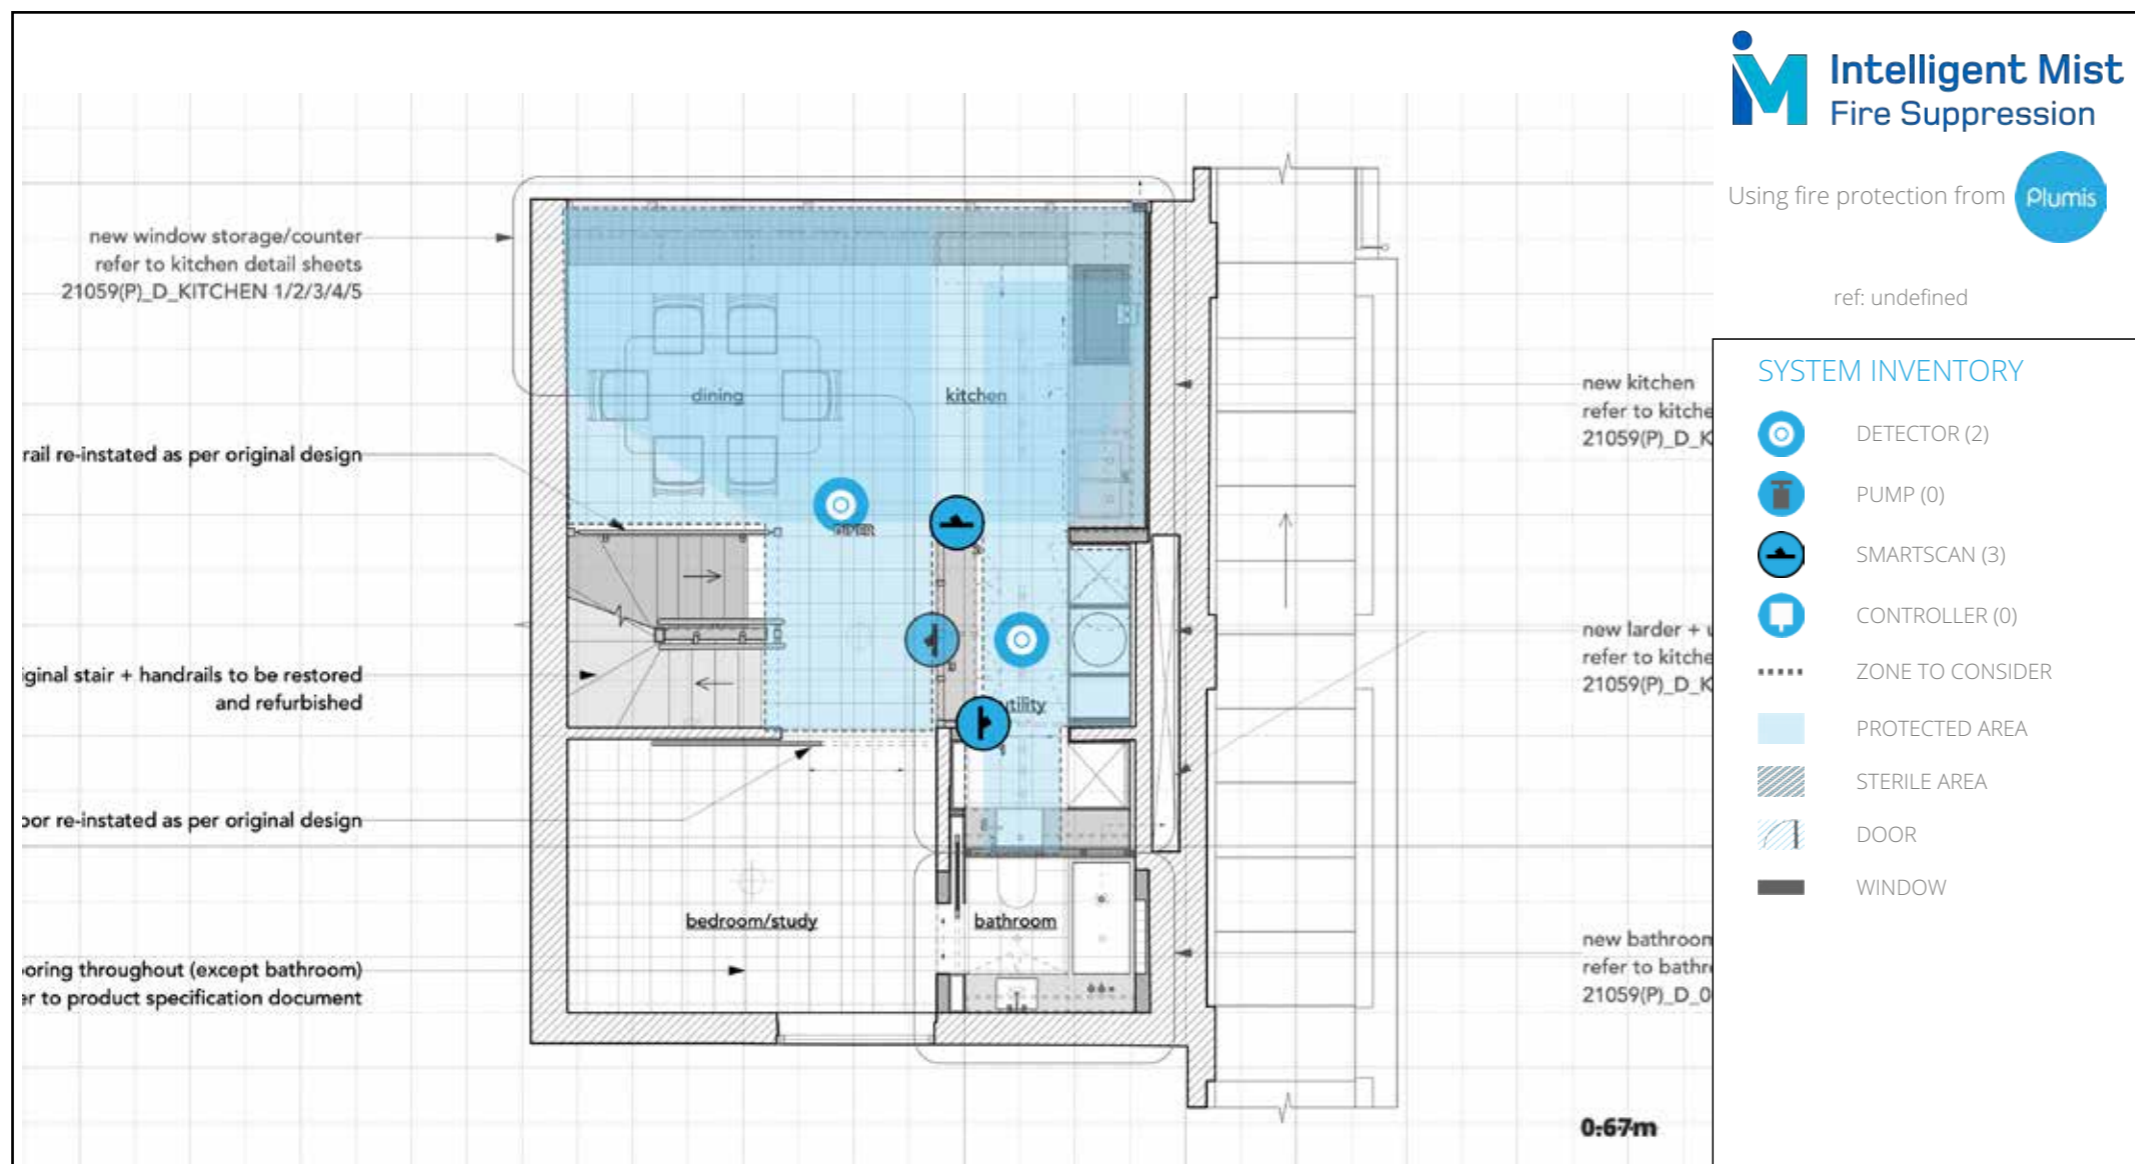 Intelligent Mist
Fire Suppression
Using fire protection from Plumis
ref: undefined
new window storage/counter
refer to kitchen detail sheets
21059(P)_D_KITCHEN 1/2/3/4/5
rail re-instated as per original design
iginal stair + handrails to be restored
and refurbished
oor re-instated as per original design
oring throughout (except bathroom)
er to product specification document
dining
kitchen
utility
bedroom/study
bathroom
new kitchen
refer to kitche
21059(P)_D_K
new larder + u
refer to kitche
21059(P)_D_K
new bathroom
refer to bathr
21059(P)_D_0
0.67m
SYSTEM INVENTORY
DETECTOR (2)
PUMP (0)
SMARTSCAN (3)
CONTROLLER (0)
ZONE TO CONSIDER
PROTECTED AREA
STERILE AREA
DOOR
WINDOW